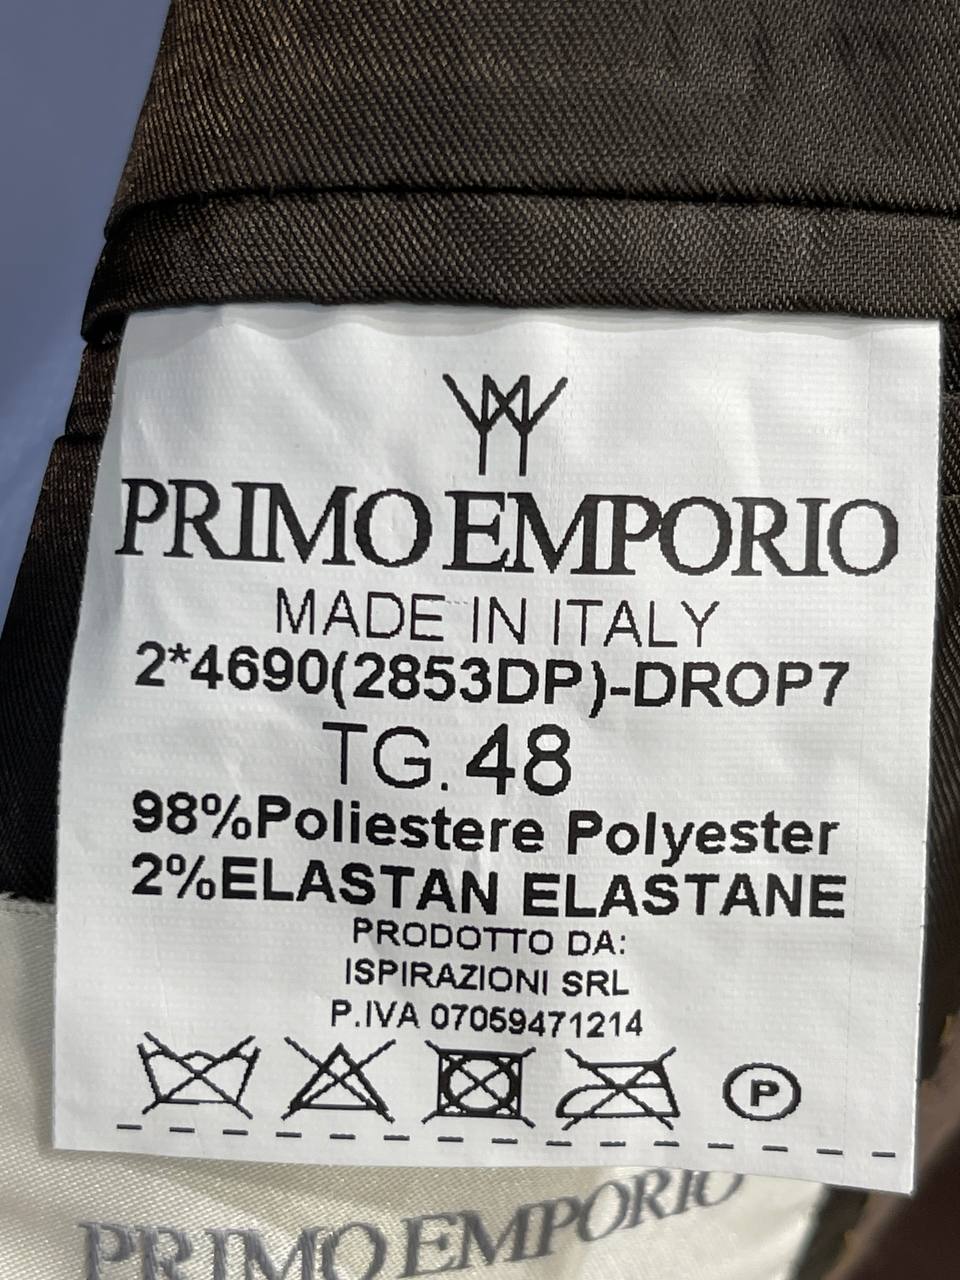 PRIMO EMPORIO
MADE IN ITALY
2*4690(2853DP)-DROP7
TG. 48
98%Poliestere Polyester
2%ELASTAN ELASTANE
PRODOTTO DA:
ISPIRAZIONI SRL
P.IVA 07059471214
P
PRIMO EMPORIO